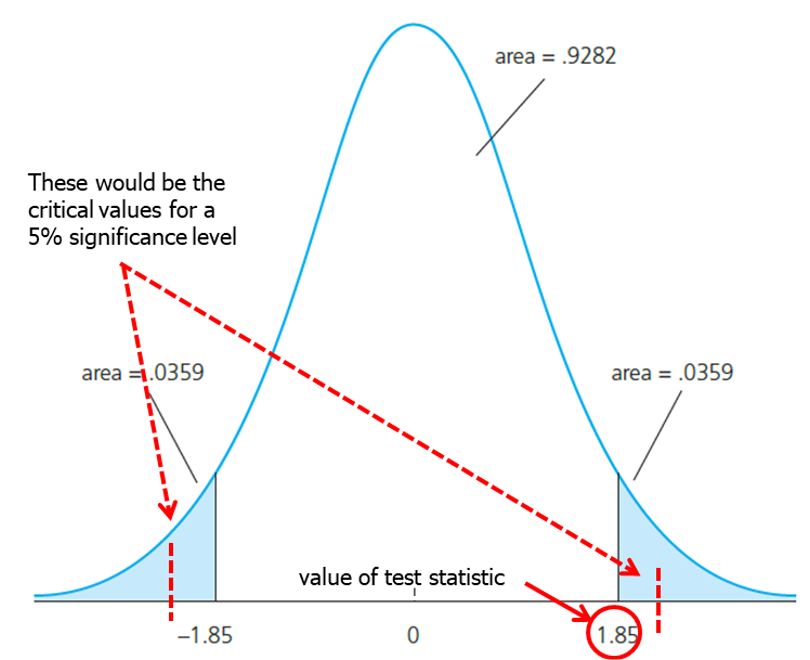 area = .9282
These would be the
critical values for a
5% significance level
area = .0359
area = .0359
value of test statistic
–1.85
0
1.85